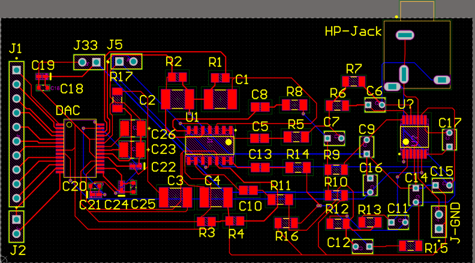 HP-Jack
J1
J33
J5
C19
C18
R17
R2
R1
C1
R7
DAC
C2
C8
R8
R6
C6
U1
U?
C26
C5
R5
C7
C9
C17
C23
C22
C13
R14
R9
C20
C3
C4
R11
R10
C16
C14
C15
C21
C24
C25
C10
R12
R13
C11
J-GND
J2
R3
R4
R16
C12
R15